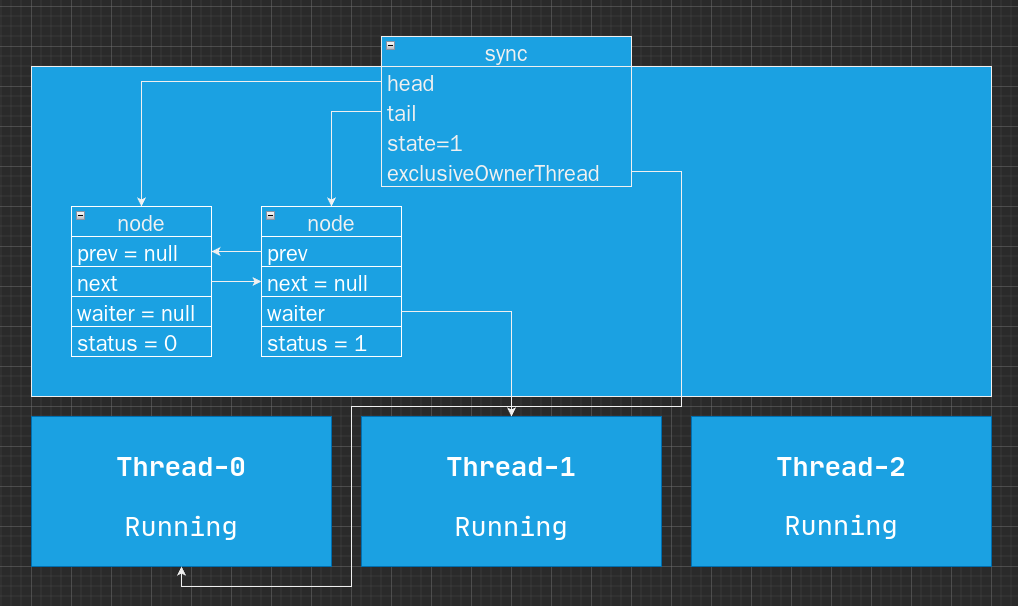 sync
head
tail
state=1
exclusiveOwnerThread
node
prev = null
next
waiter = null
status = 0
node
prev
next = null
waiter
status = 1
Thread-0
Running
Thread-1
Running
Thread-2
Running